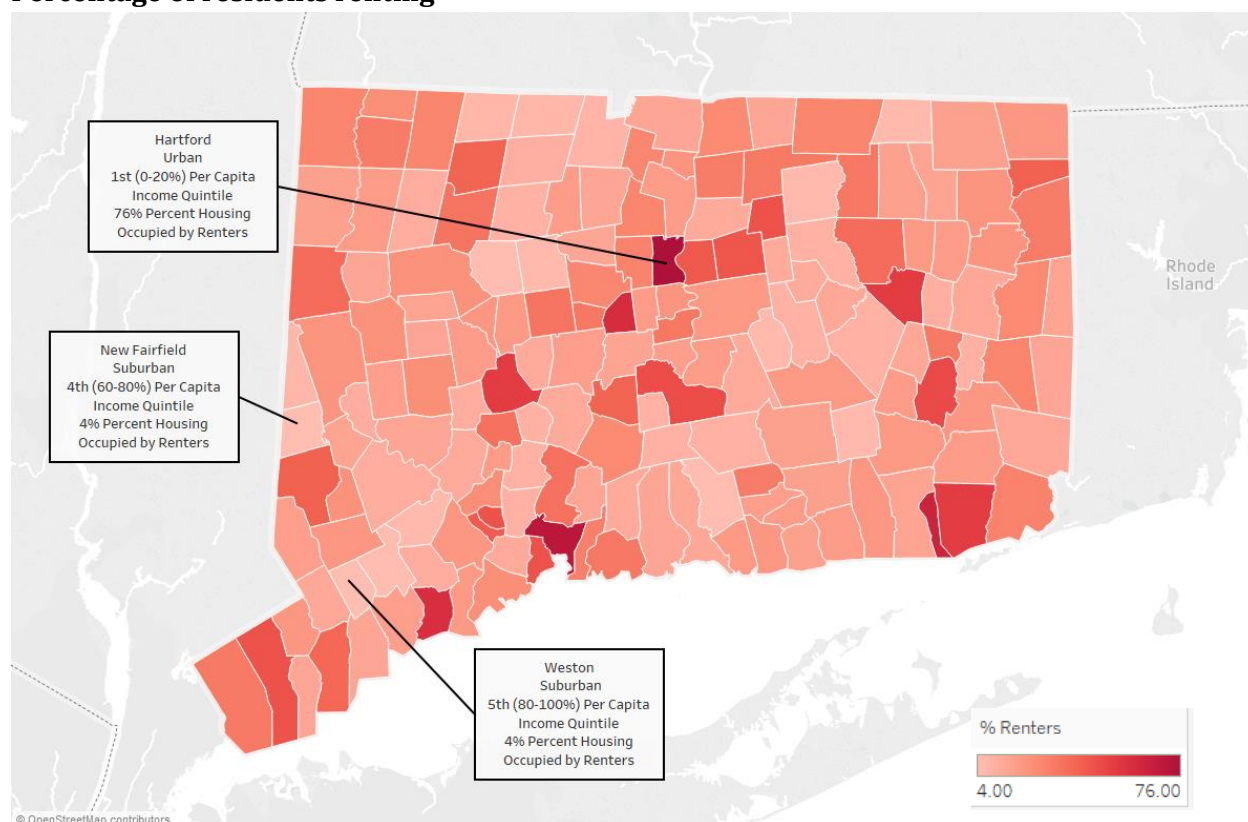 Percentage of residents renting
Hartford
Urban
1st (0-20%) Per Capita
Income Quintile
76% Percent Housing
Occupied by Renters
Rhode
Island
New Fairfield
Suburban
4th (60-80%) Per Capita
Income Quintile
4% Percent Housing
Occupied by Renters
Weston
Suburban
5th (80-100%) Per Capita
Income Quintile
4% Percent Housing
Occupied by Renters
% Renters
4.00 76.00
© OpenStreetMap contributors